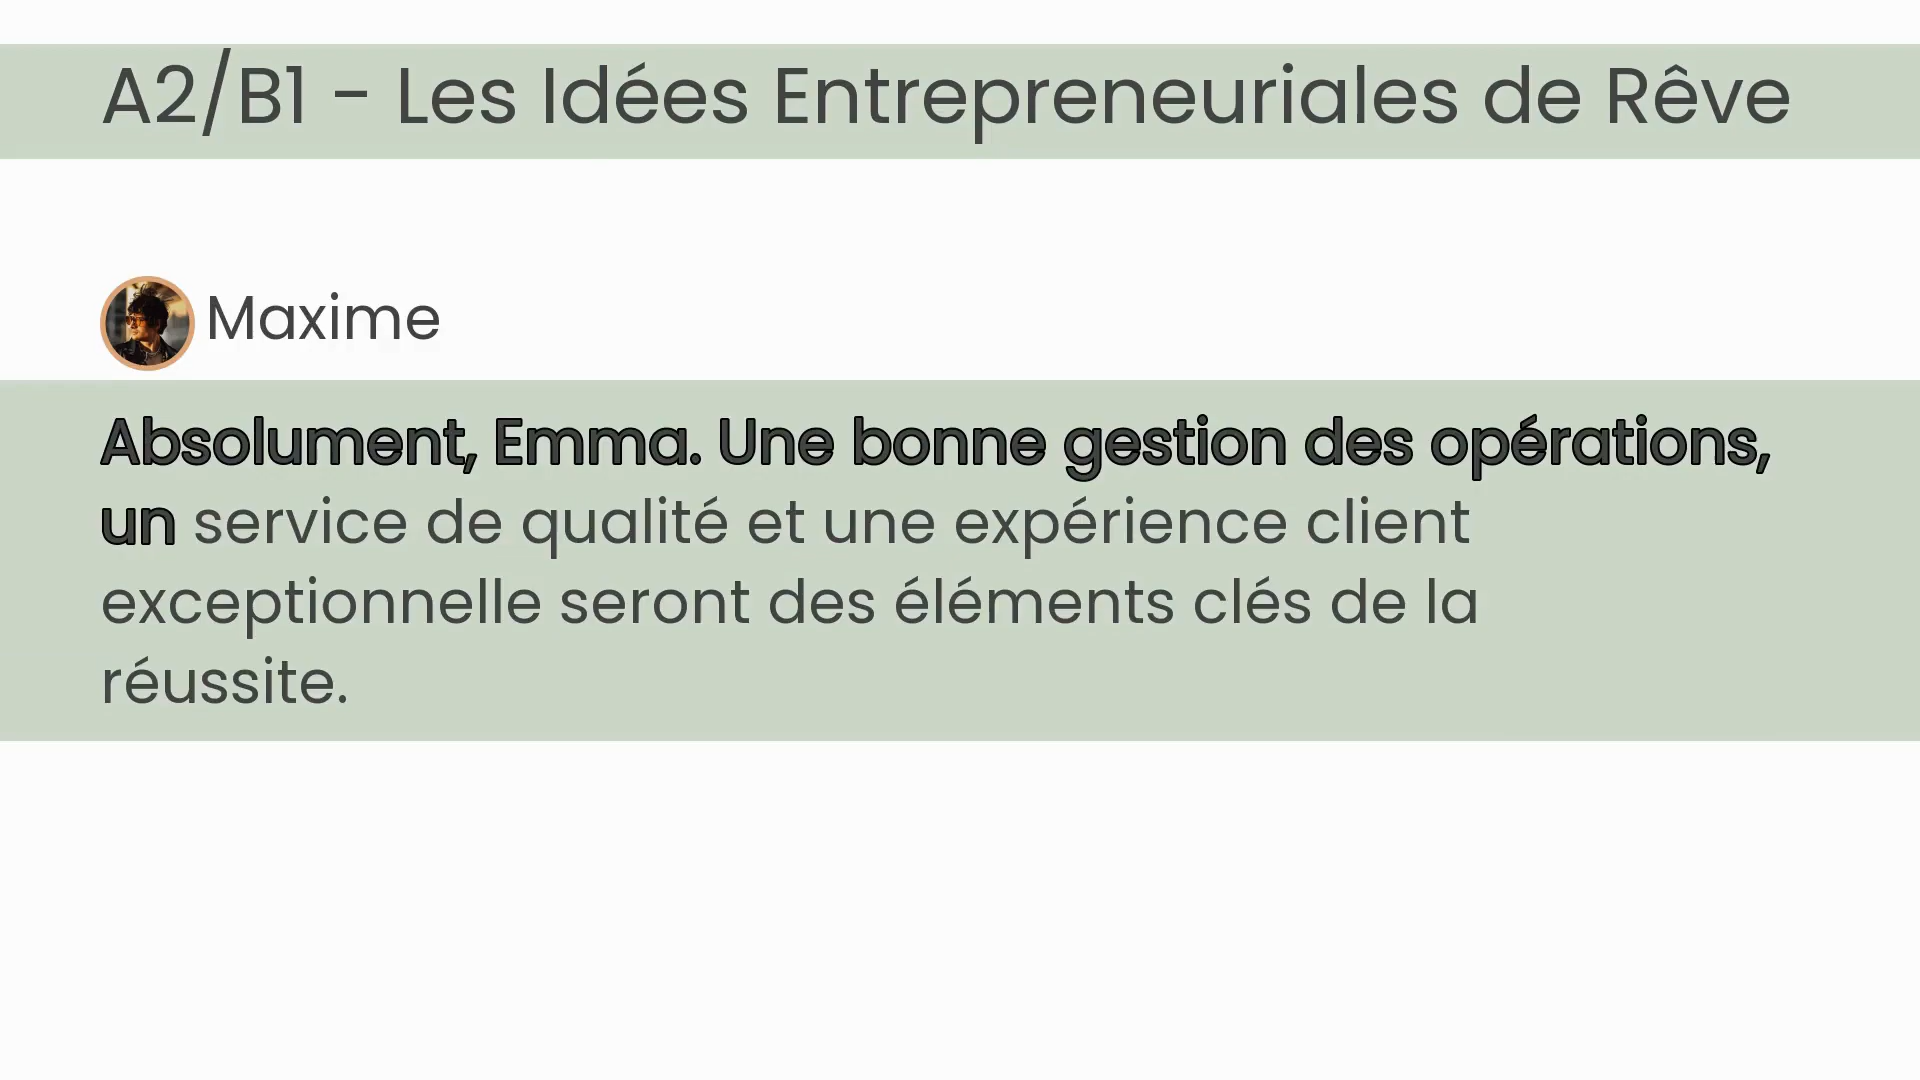 A2/B1 - Les Idées Entrepreneuriales de Rêve
Maxime
Absolument, Emma. Une bonne gestion des opérations,
un service de qualité et une expérience client
exceptionnelle seront des éléments clés de la
réussite.